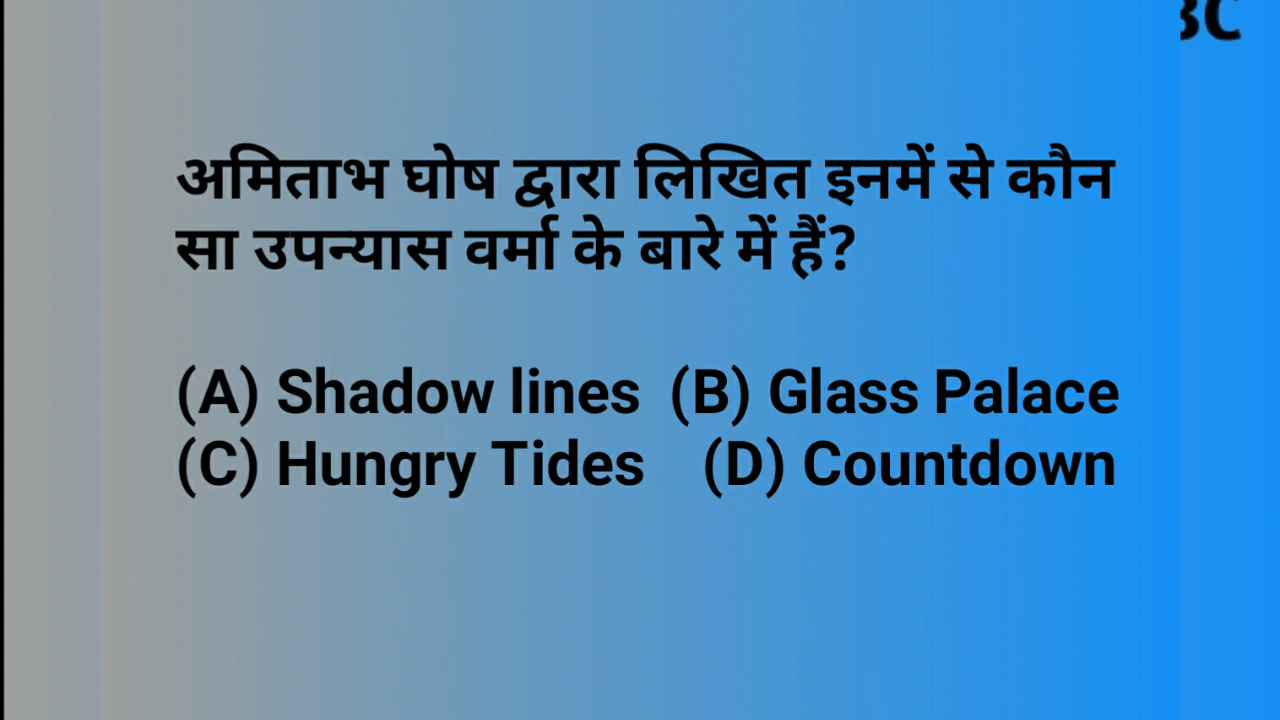 अमिताभ घोष द्वारा लिखित इनमें से कौन
सा उपन्यास वर्मा के बारे में हैं?
(A) Shadow lines (B) Glass Palace
(C) Hungry Tides (D) Countdown